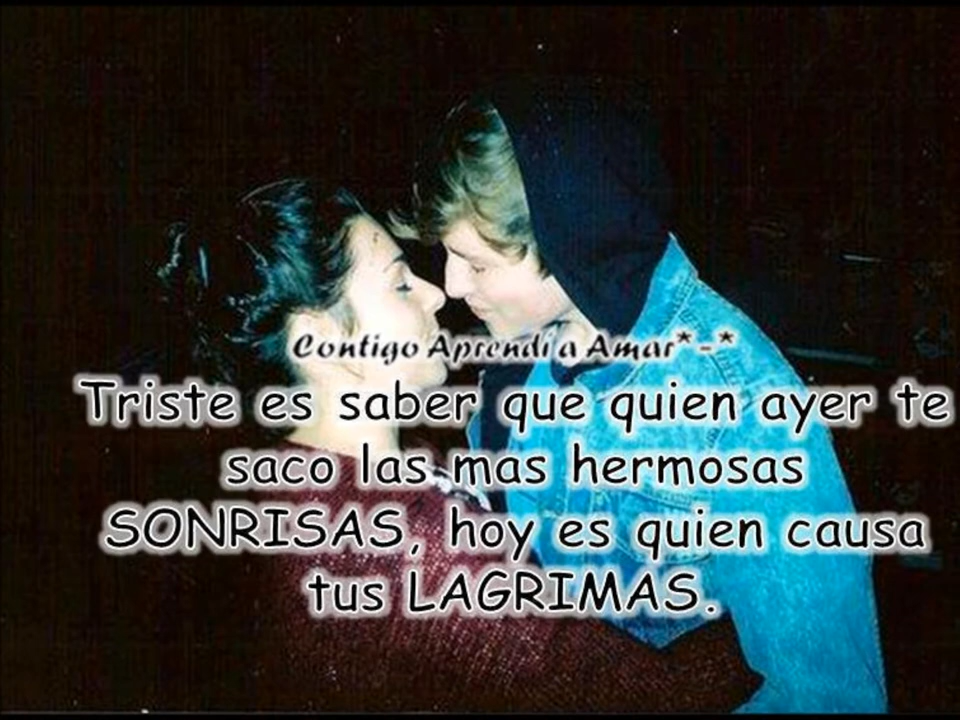 Contigo Aprendí a Amar*-*
Triste es saber que quien ayer te
saco las mas hermosas
SONRISAS, hoy es quien causa
tus LAGRIMAS.